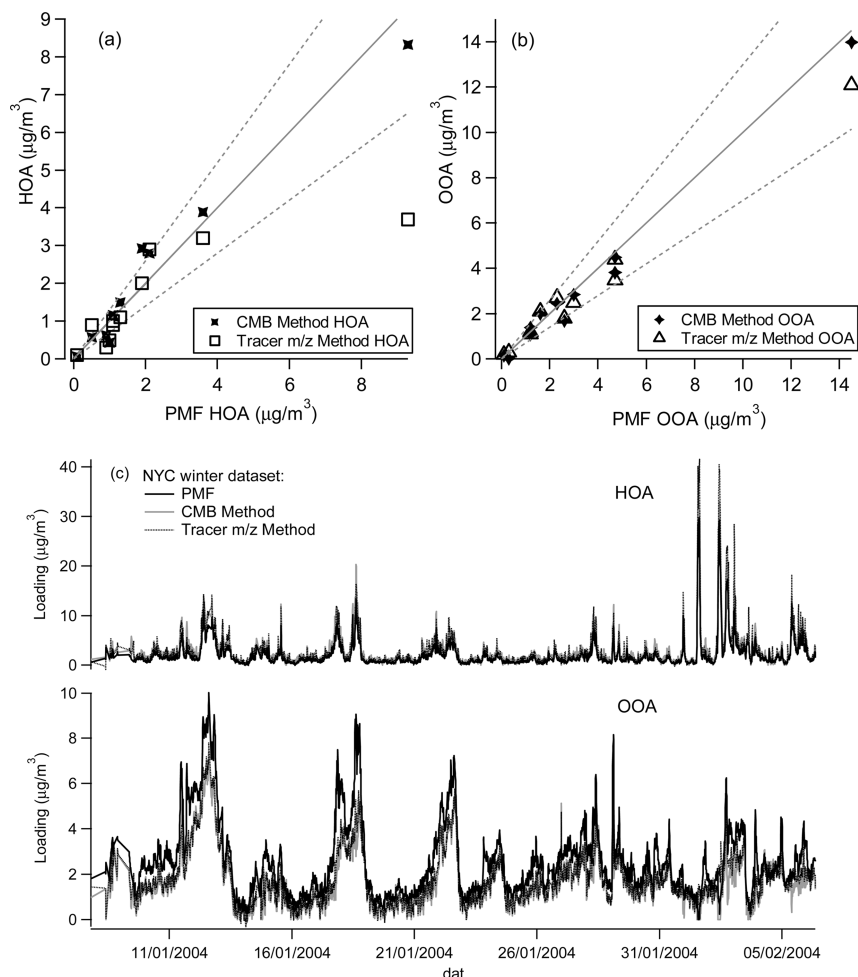 (a)
9
8
7
6
5
4
3
2
1
0
HOA (μg/m³)
0 2 4 6 8
PMF HOA (μg/m³)
CMB Method HOA
Tracer m/z Method HOA
(b)
14
12
10
8
6
4
2
0
OOA (μg/m³)
0 2 4 6 8 10 12 14
PMF OOA (μg/m³)
CMB Method OOA
Tracer m/z Method OOA
(c) NYC winter dataset:
PMF
CMB Method
Tracer m/z Method
HOA
40
30
20
10
0
Loading (μg/m³)
OOA
10
8
6
4
2
0
Loading (μg/m³)
11/01/2004 16/01/2004 21/01/2004 26/01/2004 31/01/2004 05/02/2004
dat